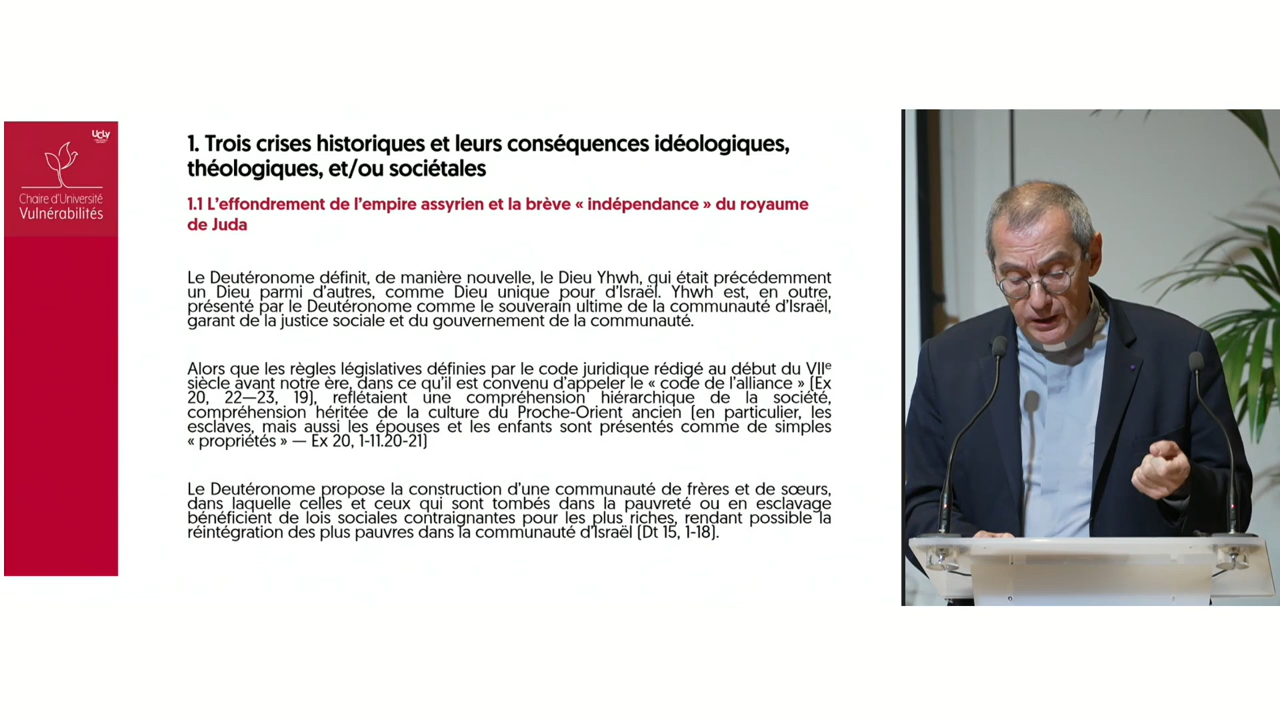 UCLy
Chaire d'Université
Vulnérabilités
1. Trois crises historiques et leurs conséquences idéologiques,
théologiques, et/ou sociétales
1.1 L'effondrement de l'empire assyrien et la brève « indépendance » du royaume
de Juda
Le Deutéronome définit, de manière nouvelle, le Dieu Yhwh, qui était précédemment
un Dieu parmi d'autres, comme Dieu unique pour d'Israël. Yhwh est, en outre,
présenté par le Deutéronome comme le souverain ultime de la communauté d'Israël,
garant de la justice sociale et du gouvernement de la communauté.
Alors que les règles législatives définies par le code juridique rédigé au début du VIIe
siècle avant notre ère, dans ce qu'il est convenu d'appeler le « code de l'alliance » (Ex
20, 22—23, 19), reflétaient une compréhension hiérarchique de la société,
compréhension héritée de la culture du Proche-Orient ancien (en particulier, les
esclaves, mais aussi les épouses et les enfants sont présentés comme de simples
« propriétés » — Ex 20, 1-11.20-21)
Le Deutéronome propose la construction d'une communauté de frères et de sœurs,
dans laquelle celles et ceux qui sont tombés dans la pauvreté ou en esclavage
bénéficient de lois sociales contraignantes pour les plus riches, rendant possible la
réintégration des plus pauvres dans la communauté d'Israël (Dt 15, 1-18).